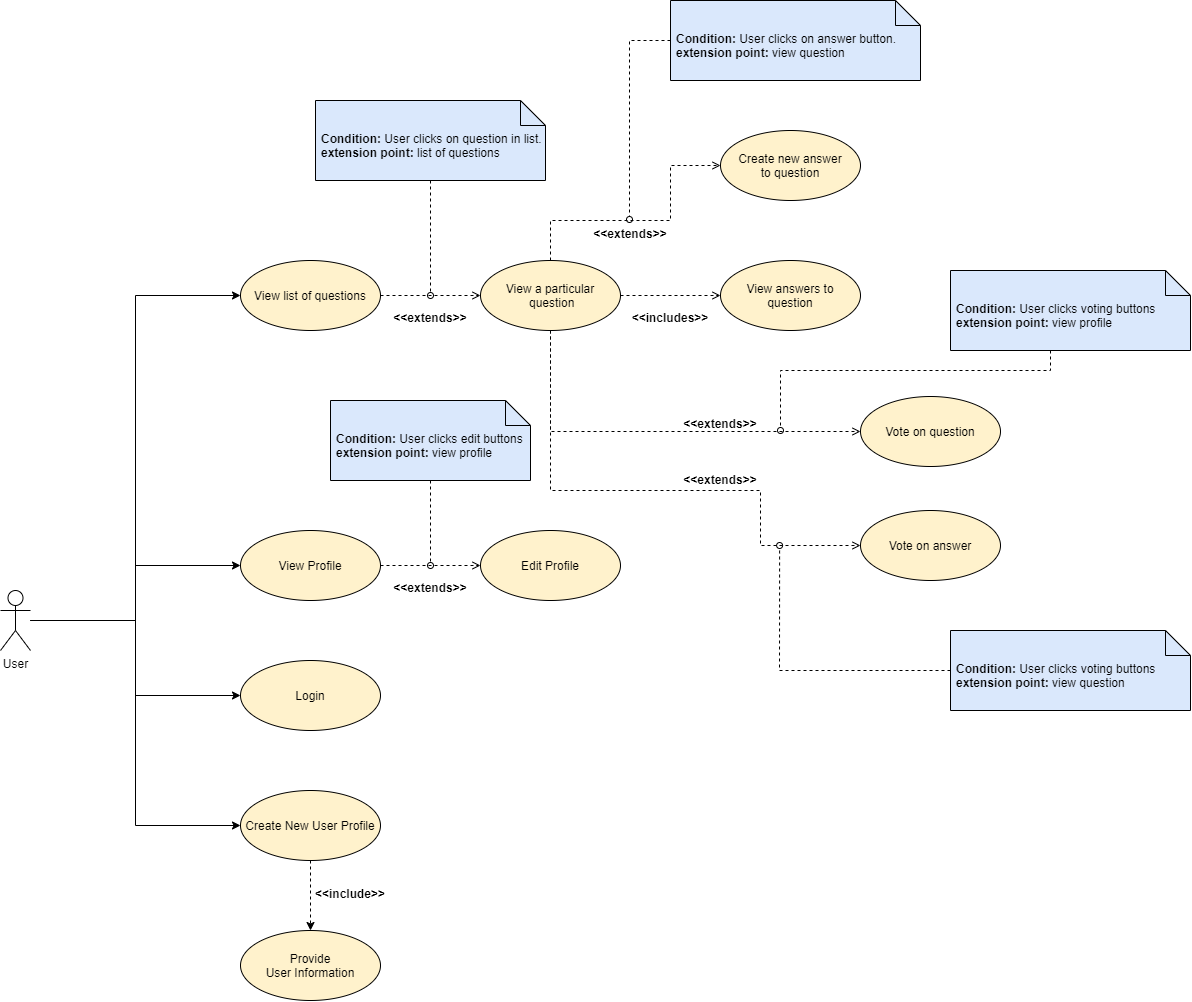 Condition: User clicks on answer button.
extension point: view question
Condition: User clicks on question in list.
extension point: list of questions
Create new answer
to question
<<extends>>
View list of questions
<<extends>>
View a particular
question
<<includes>>
View answers to
question
Condition: User clicks voting buttons
extension point: view profile
<<extends>>
Vote on question
Condition: User clicks edit buttons
extension point: view profile
<<extends>>
Vote on answer
View Profile
<<extends>>
Edit Profile
User
Condition: User clicks voting buttons
extension point: view question
Login
Create New User Profile
<<include>>
Provide
User Information